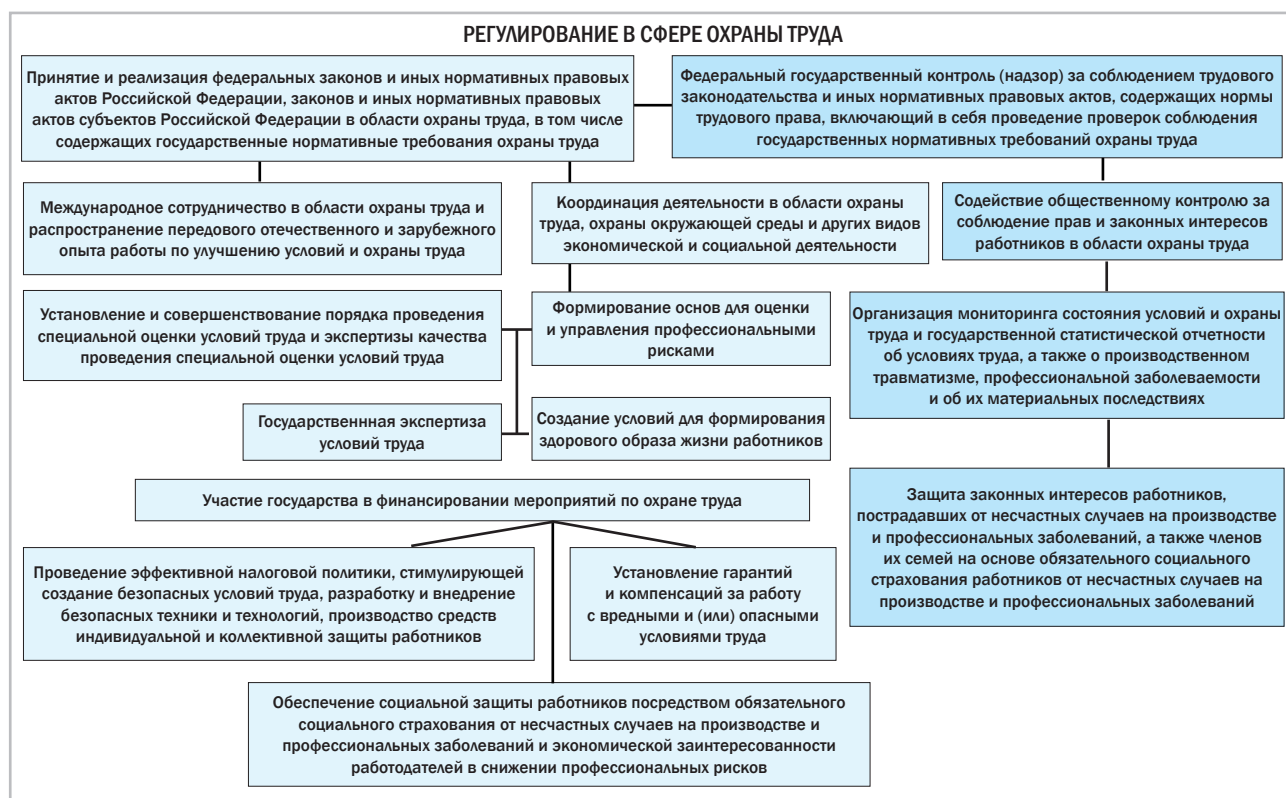 РЕГУЛИРОВАНИЕ В СФЕРЕ ОХРАНЫ ТРУДА
Принятие и реализация федеральных законов и иных нормативных правовых
актов Российской Федерации, законов и иных нормативных правовых
актов субъектов Российской Федерации в области охраны труда, в том числе
содержащих государственные нормативные требования охраны труда
Федеральный государственный контроль (надзор) за соблюдением трудового
законодательства и иных нормативных правовых актов, содержащих нормы
трудового права, включающий в себя проведение проверок соблюдения
государственных нормативных требований охраны труда
Международное сотрудничество в области охраны труда и
распространение передового отечественного и зарубежного
опыта работы по улучшению условий и охраны труда
Координация деятельности в области охраны
труда, охраны окружающей среды и других видов
экономической и социальной деятельности
Содействие общественному контролю за
соблюдение прав и законных интересов
работников в области охраны труда
Установление и совершенствование порядка проведения
специальной оценки условий труда и экспертизы качества
проведения специальной оценки условий труда
Формирование основ для оценки
и управления профессиональными
рисками
Организация мониторинга состояния условий и охраны
труда и государственной статистической отчетности
об условиях труда, а также о производственном
травматизме, профессиональной заболеваемости
и об их материальных последствиях
Государственнная экспертиза
условий труда
Создание условий для формирования
здорового образа жизни работников
Участие государства в финансировании мероприятий по охране труда
Защита законных интересов работников,
пострадавших от несчастных случаев на производстве
и профессиональных заболеваний, а также членов
их семей на основе обязательного социального
страхования работников от несчастных случаев на
производстве и профессиональных заболеваний
Проведение эффективной налоговой политики, стимулирующей
создание безопасных условий труда, разработку и внедрение
безопасных техники и технологий, производство средств
индивидуальной и коллективной защиты работников
Установление гарантий
и компенсаций за работу
с вредными и (или) опасными
условиями труда
Обеспечение социальной защиты работников посредством обязательного
социального страхования от несчастных случаев на производстве и
профессиональных заболеваний и экономической заинтересованности
работодателей в снижении профессиональных рисков